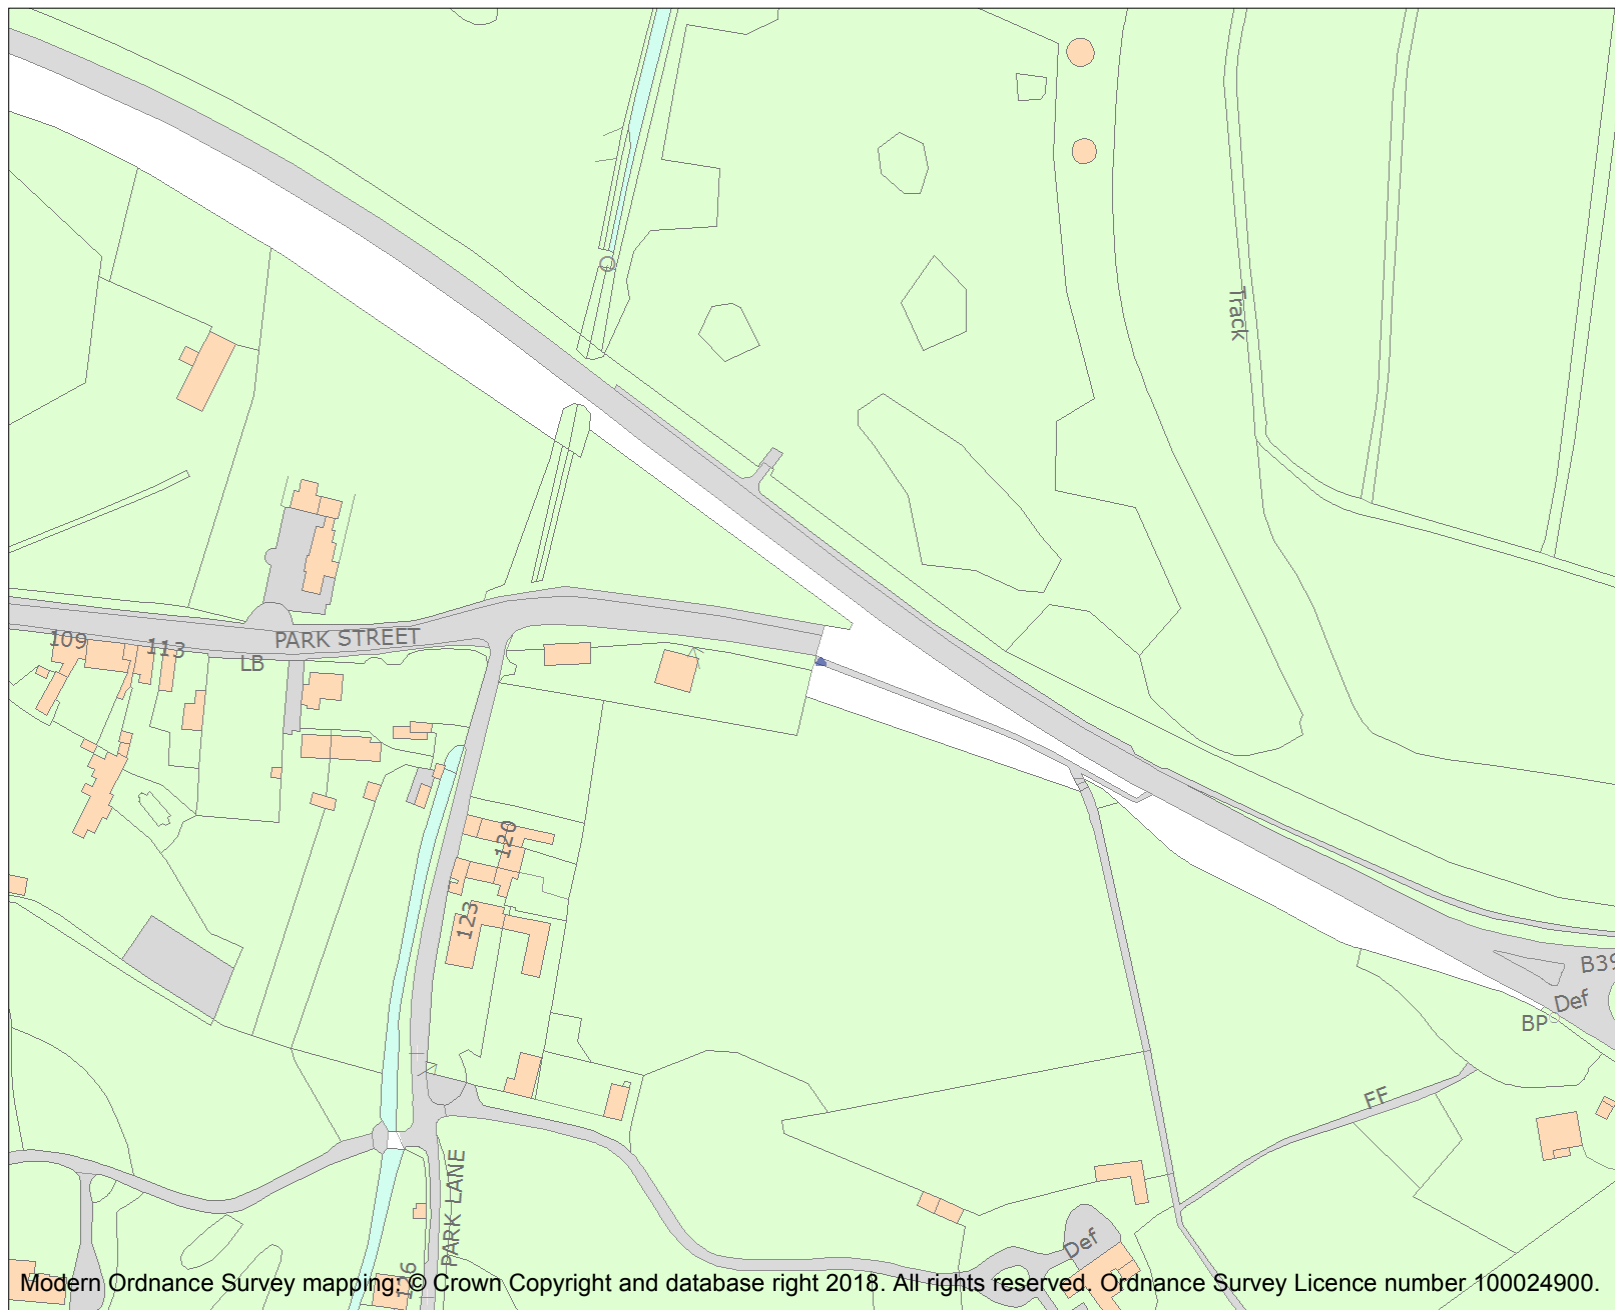 Track
109
113
PARK STREET
LB
120
123
B39
Def
BP
FF
PARK LANE
Def
126
Modern Ordnance Survey mapping: © Crown Copyright and database right 2018. All rights reserved. Ordnance Survey Licence number 100024900.